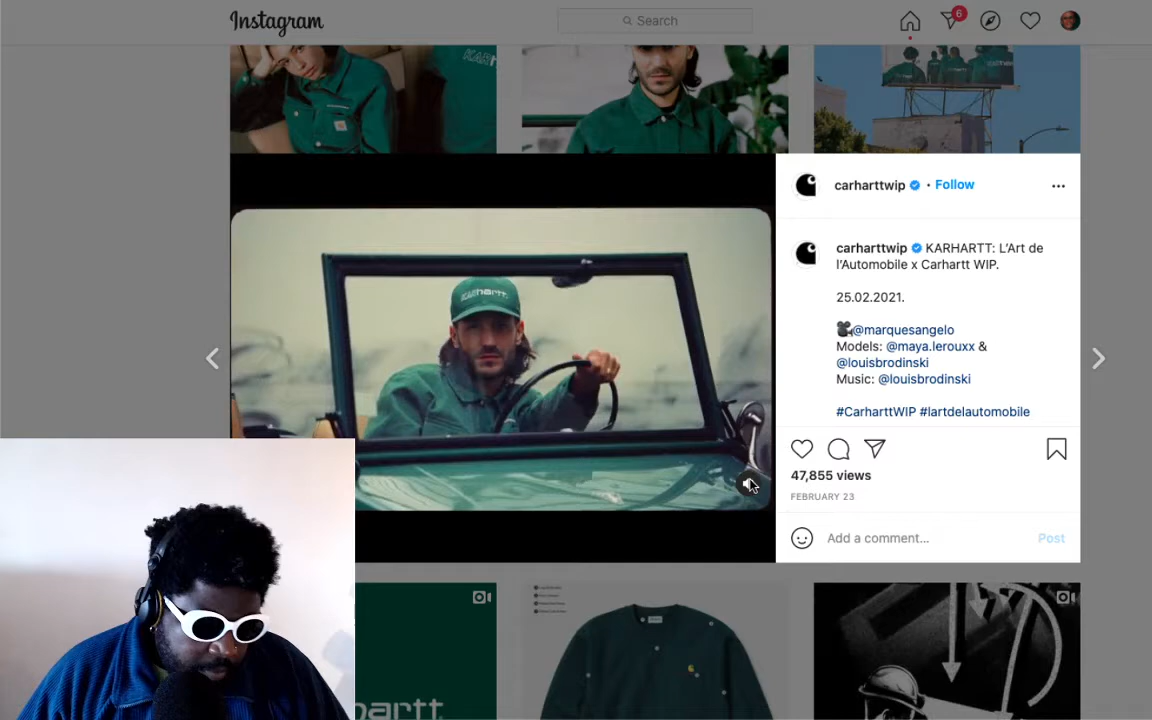 Instagram
Search
6
carharttwip • Follow
carharttwip KARHARTT: L'Art de
l'Automobile x Carhartt WIP.
25.02.2021.
@marquesangelo
Models: @maya.lerouxx &
@louisbrodinski
Music: @louisbrodinski
#CarharttWIP #lartdelautomobile
KARhartt.
47,855 views
FEBRUARY 23
Add a comment...
Post